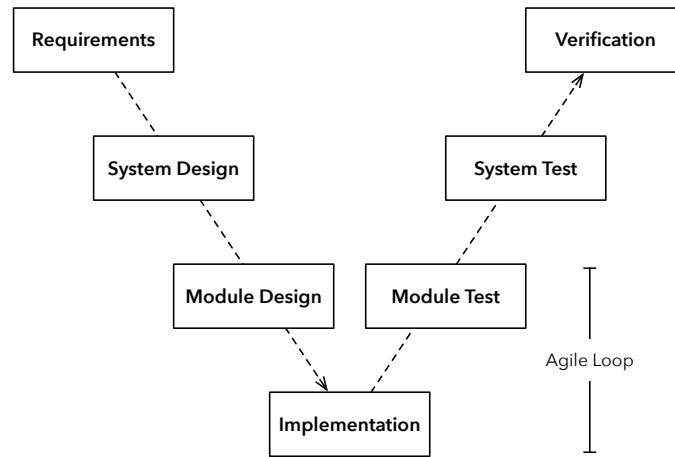 Requirements
Verification
System Design
System Test
Module Design
Module Test
Agile Loop
Implementation